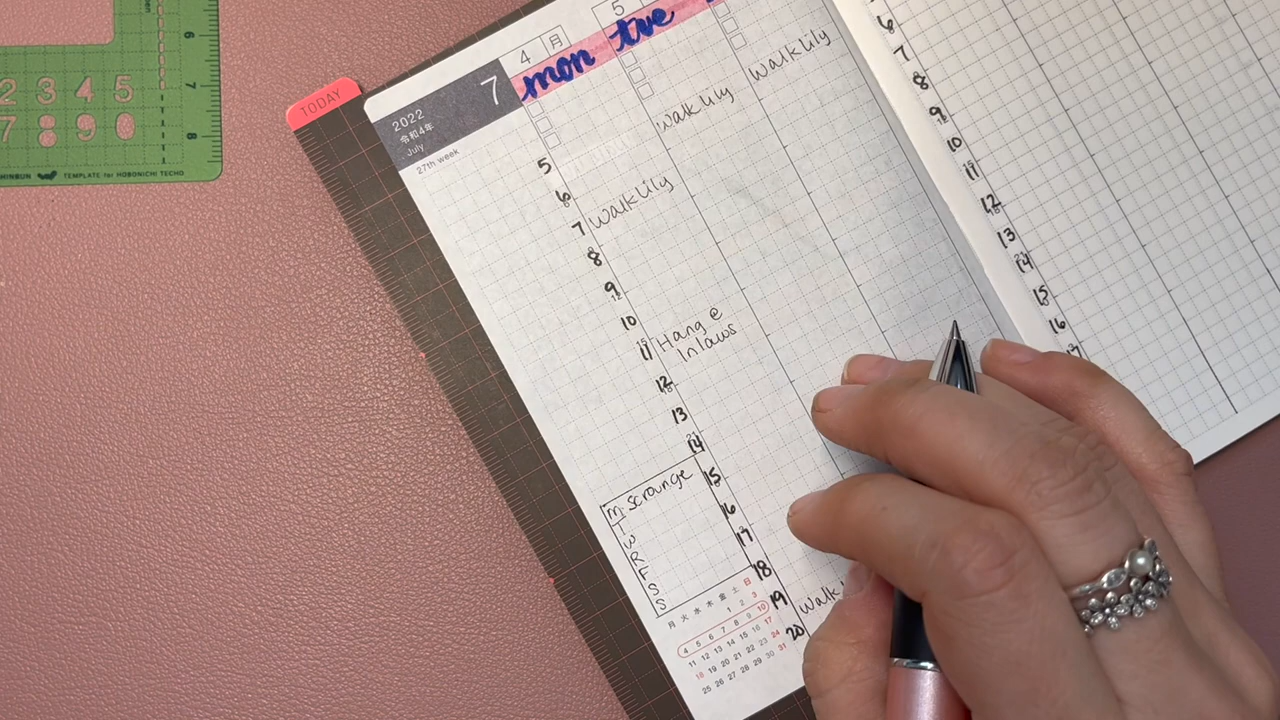 2 3 4 5
7 8 9 0
6
7
8
TEMPLATE for HOBONICHI TECHO
TODAY
2022
令和4年
July
7
27th week
4 月
5
mon tue
Walk Lily
Walk Lily
Walk Lily
5
6
7
8
9
10
11
12
13
14
15
16
17
18
19
20
Hang @
In laws
M- Scrounge
T
W
R
F
S
S
月 火 水 木 金 土 日
1 2 3
4 5 6 7 8 9 10
11 12 13 14 15 16 17
18 19 20 21 22 23 24
25 26 27 28 29 30 31
Walk
6
7
8
9
10
11
12
13
14
15
16